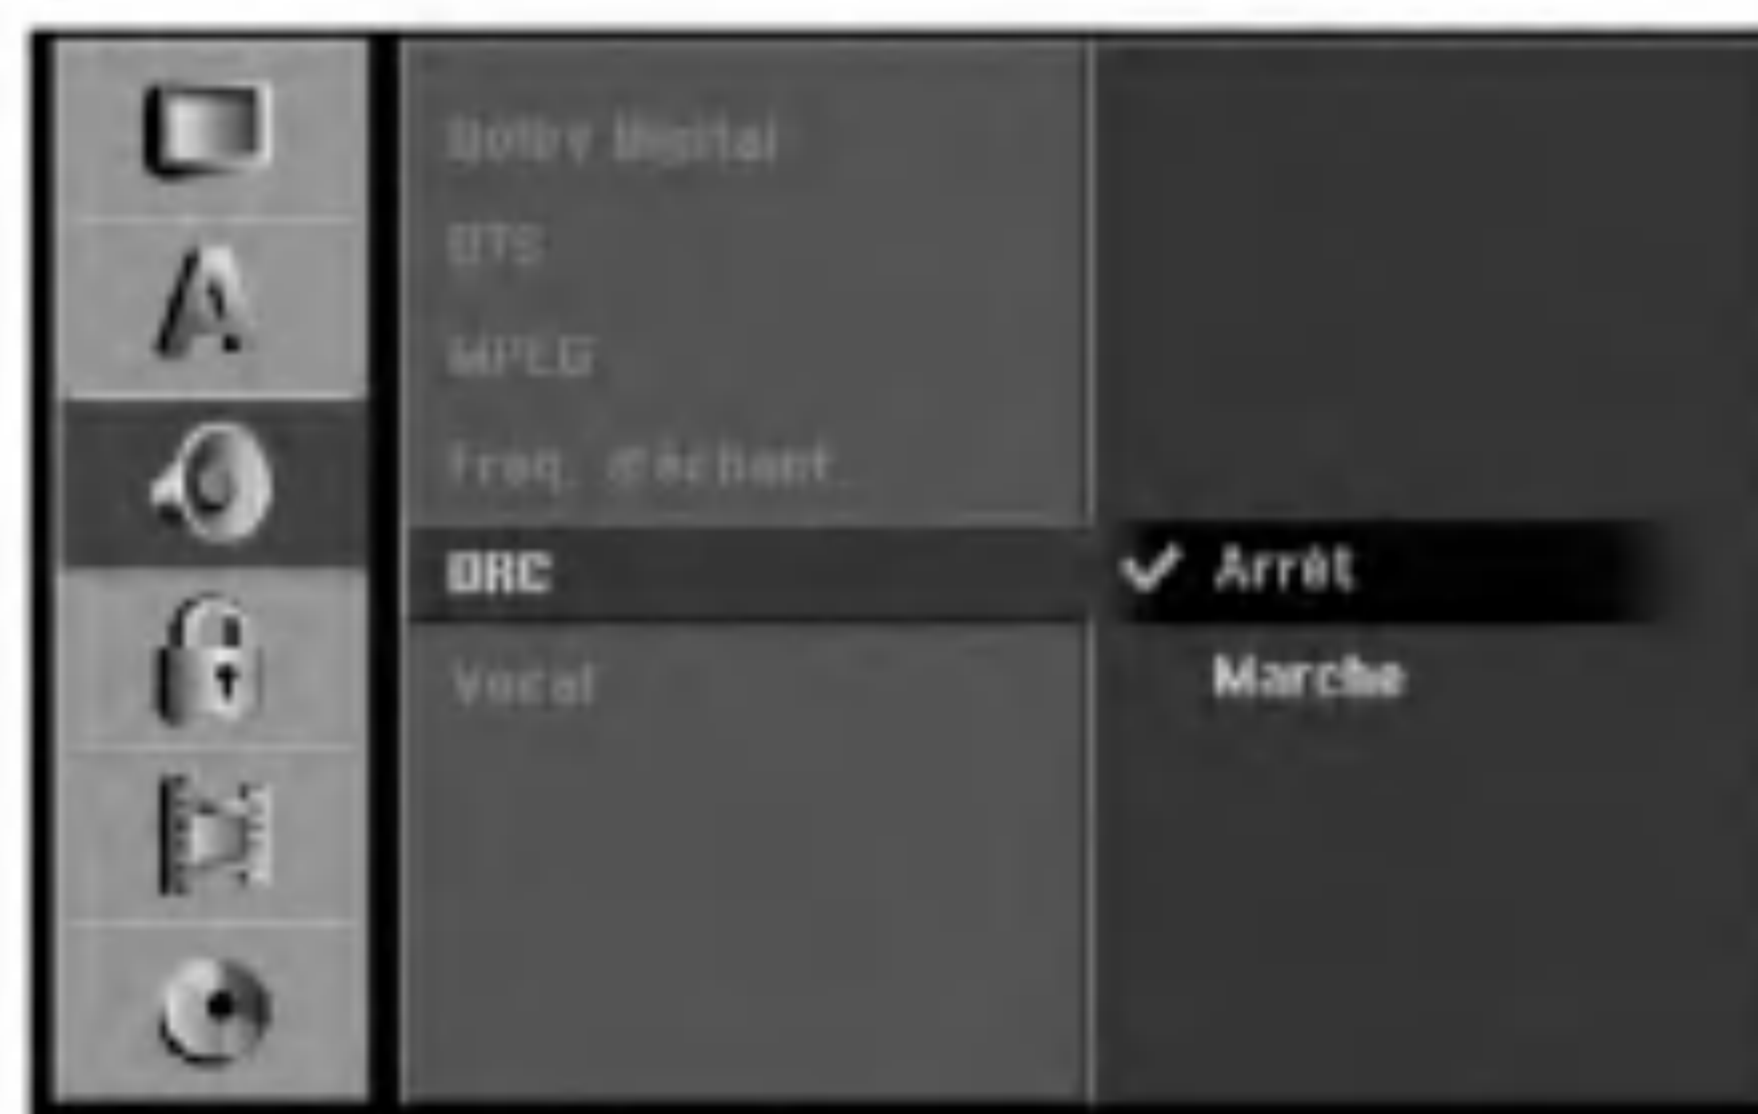 Dolby Digital
DTS
MPEG
Freq. d'échant.
DRC
Arrêt
Marche
Vocal